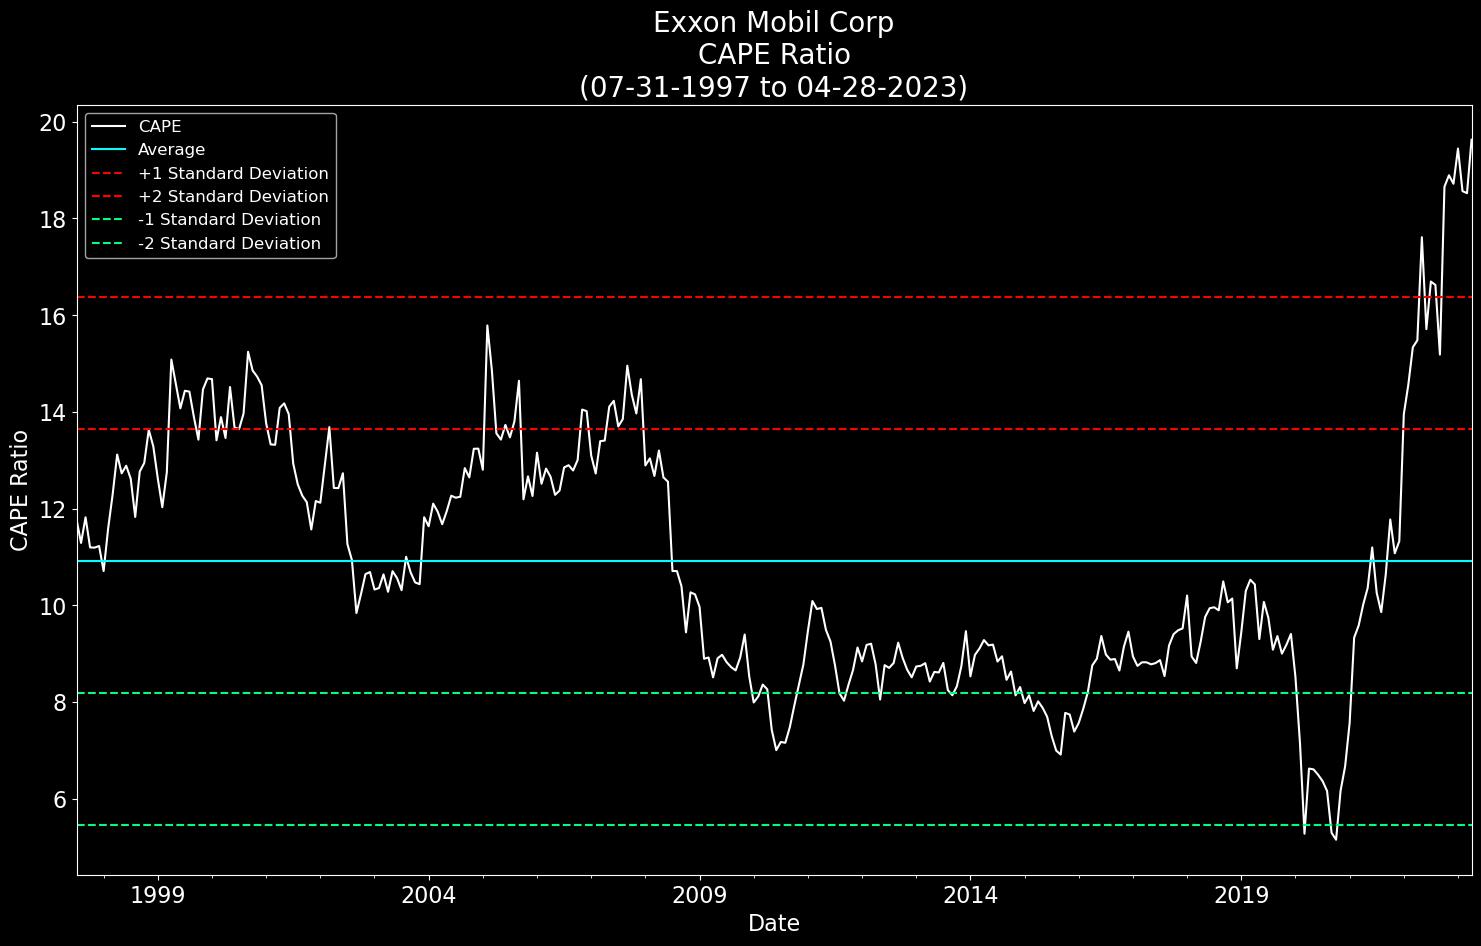 Exxon Mobil Corp
CAPE Ratio
(07-31-1997 to 04-28-2023)
CAPE
Average
+1 Standard Deviation
+2 Standard Deviation
-1 Standard Deviation
-2 Standard Deviation
CAPE Ratio
20
18
16
14
12
10
8
6
1999
2004
2009
2014
2019
Date